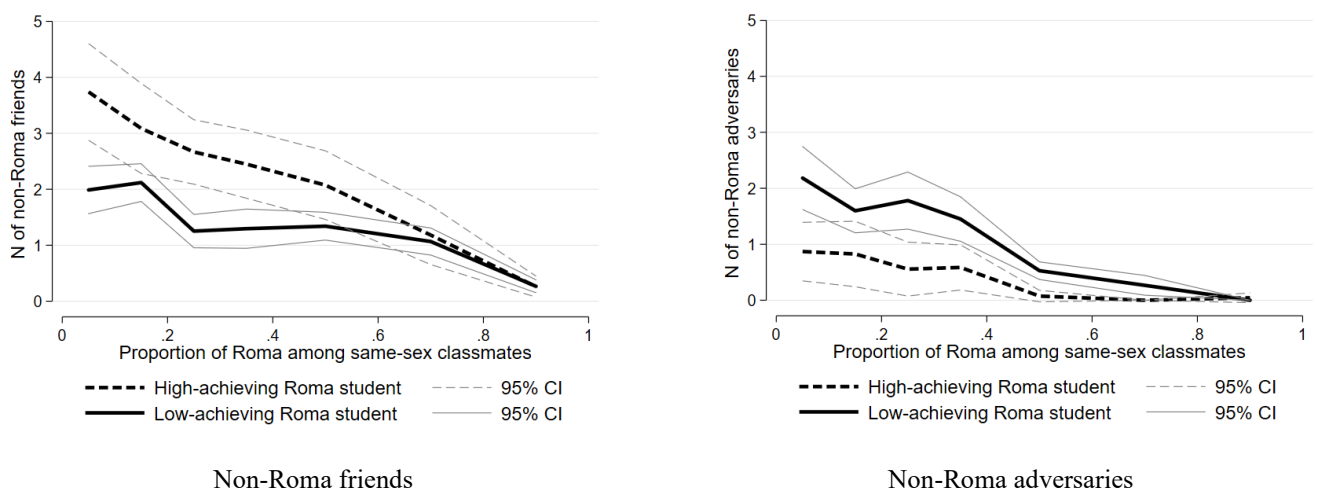 5
4
3
2
1
0
N of non-Roma friends
0 .2 .4 .6 .8 1
Proportion of Roma among same-sex classmates
High-achieving Roma student 95% CI
Low-achieving Roma student 95% CI
Non-Roma friends
5
4
3
2
1
0
N of non-Roma adversaries
0 .2 .4 .6 .8 1
Proportion of Roma among same-sex classmates
High-achieving Roma student 95% CI
Low-achieving Roma student 95% CI
Non-Roma adversaries